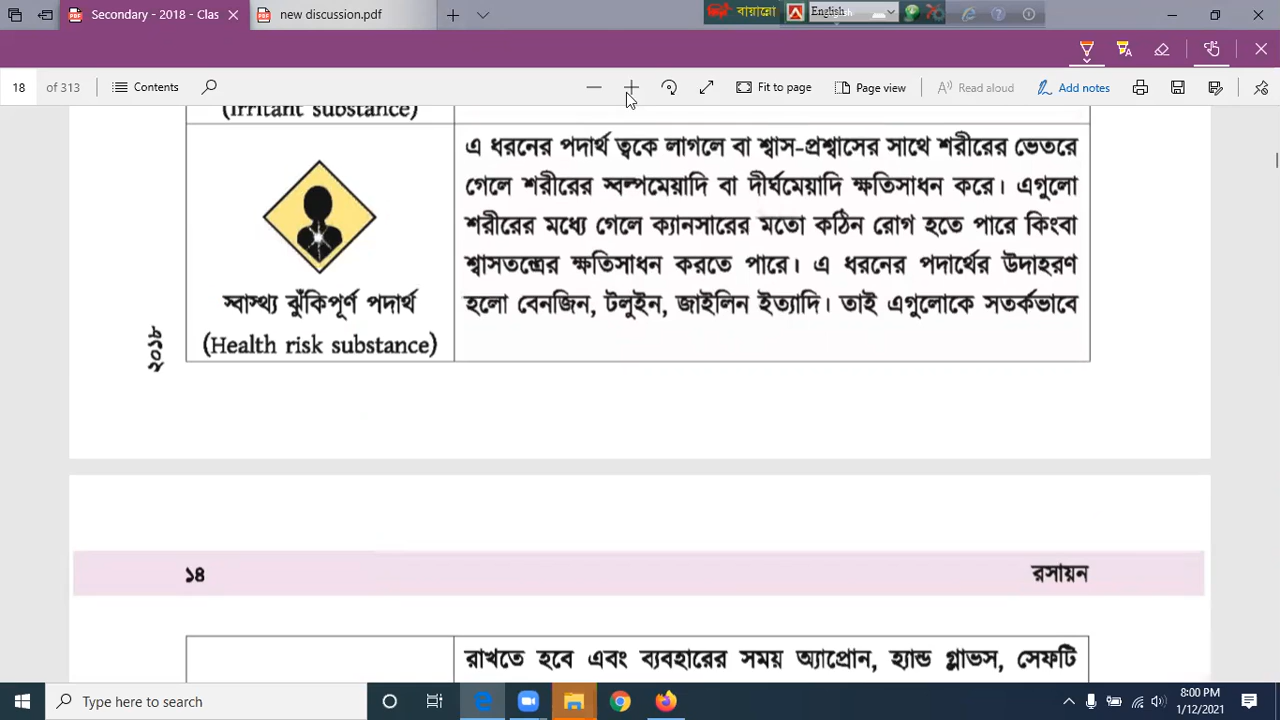 Secondary - 2018 - Clas
new discussion.pdf
বায়ান্নো
English
18 of 313
Contents
Fit to page
Page view
Read aloud
Add notes
(Irritant substance)
এ ধরনের পদার্থ ত্বকে লাগলে বা শ্বাস-প্রশ্বাসের সাথে শরীরের ভেতরে
গেলে শরীরের স্বল্পমেয়াদি বা দীর্ঘমেয়াদি ক্ষতিসাধন করে। এগুলো
শরীরের মধ্যে গেলে ক্যানসারের মতো কঠিন রোগ হতে পারে কিংবা
শ্বাসতন্ত্রের ক্ষতিসাধন করতে পারে। এ ধরনের পদার্থের উদাহরণ
হলো বেনজিন, টলুইন, জাইলিন ইত্যাদি। তাই এগুলোকে সতর্কভাবে
স্বাস্থ্য ঝুঁকিপূর্ণ পদার্থ
(Health risk substance)
২০১৮
১৪
রসায়ন
রাখতে হবে এবং ব্যবহারের সময় অ্যাপ্রোন, হ্যান্ড গ্লাভস, সেফটি
Type here to search
8:00 PM
1/12/2021